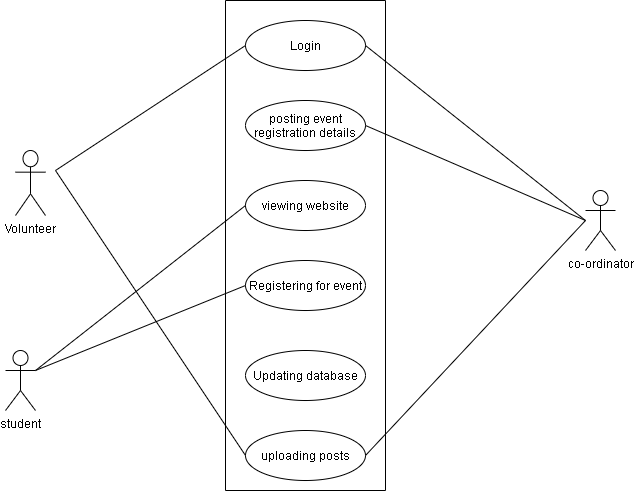 Login
posting event
registration details
Volunteer
viewing website
co-ordinator
Registering for event
Updating database
student
uploading posts